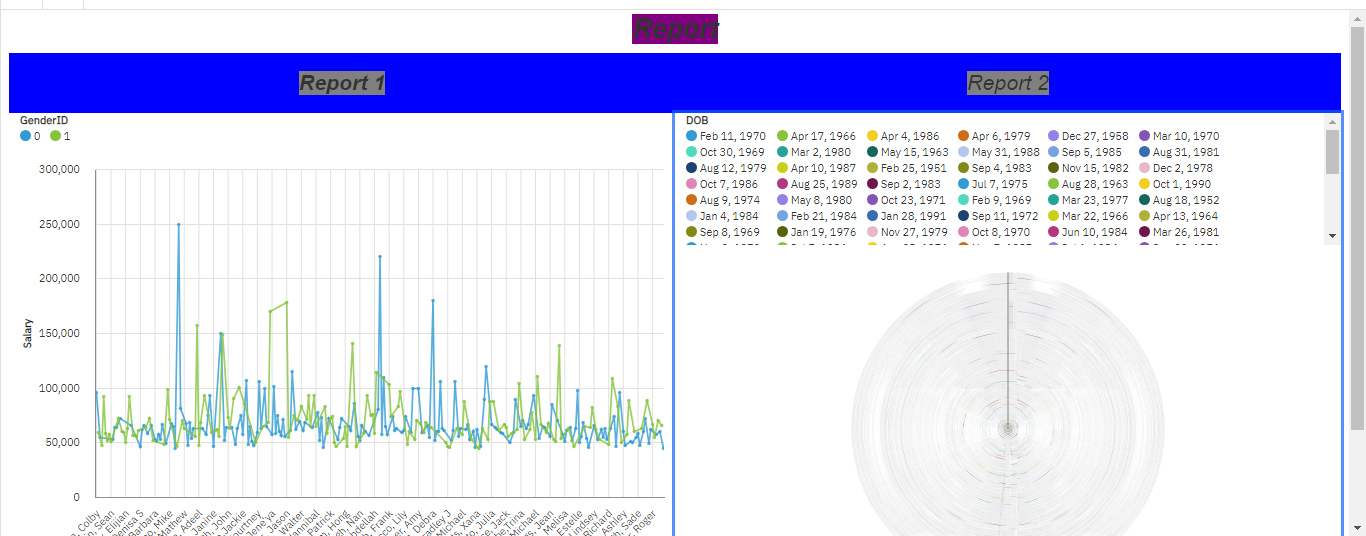 Report
Report 1
Report 2
GenderID
0 1
300,000
250,000
200,000
150,000
100,000
50,000
0
Salary
Colby
Sean
Elijian
Denisa S
Barbara
Mike
Mathew
Adeel
Janine
John
Jackie
Jason
Walter
Patrick
Hong
Nan
Frank
Lily
Amy
Debra
Michael
Xana
Julia
Jack
Trina
Michael
Jean
Melisa
Estelle
Lindsey
Richard
Ashley
Sade
Roger
DOB
Feb 11, 1970 Apr 17, 1966 Apr 4, 1986 Apr 6, 1979 Dec 27, 1958 Mar 10, 1970
Oct 30, 1969 Mar 2, 1980 May 15, 1963 May 31, 1988 Sep 5, 1985 Aug 31, 1981
Aug 12, 1979 Apr 10, 1987 Feb 25, 1951 Sep 4, 1983 Nov 15, 1982 Dec 2, 1978
Oct 7, 1986 Aug 25, 1989 Sep 2, 1983 Jul 7, 1975 Aug 28, 1963 Oct 1, 1990
Aug 9, 1974 May 8, 1980 Oct 23, 1971 Feb 9, 1969 Mar 23, 1977 Aug 18, 1952
Jan 4, 1984 Feb 21, 1984 Jan 28, 1991 Sep 11, 1972 Mar 22, 1966 Apr 13, 1964
Sep 8, 1969 Jan 19, 1976 Nov 27, 1979 Oct 8, 1970 Jun 10, 1984 Mar 26, 1981